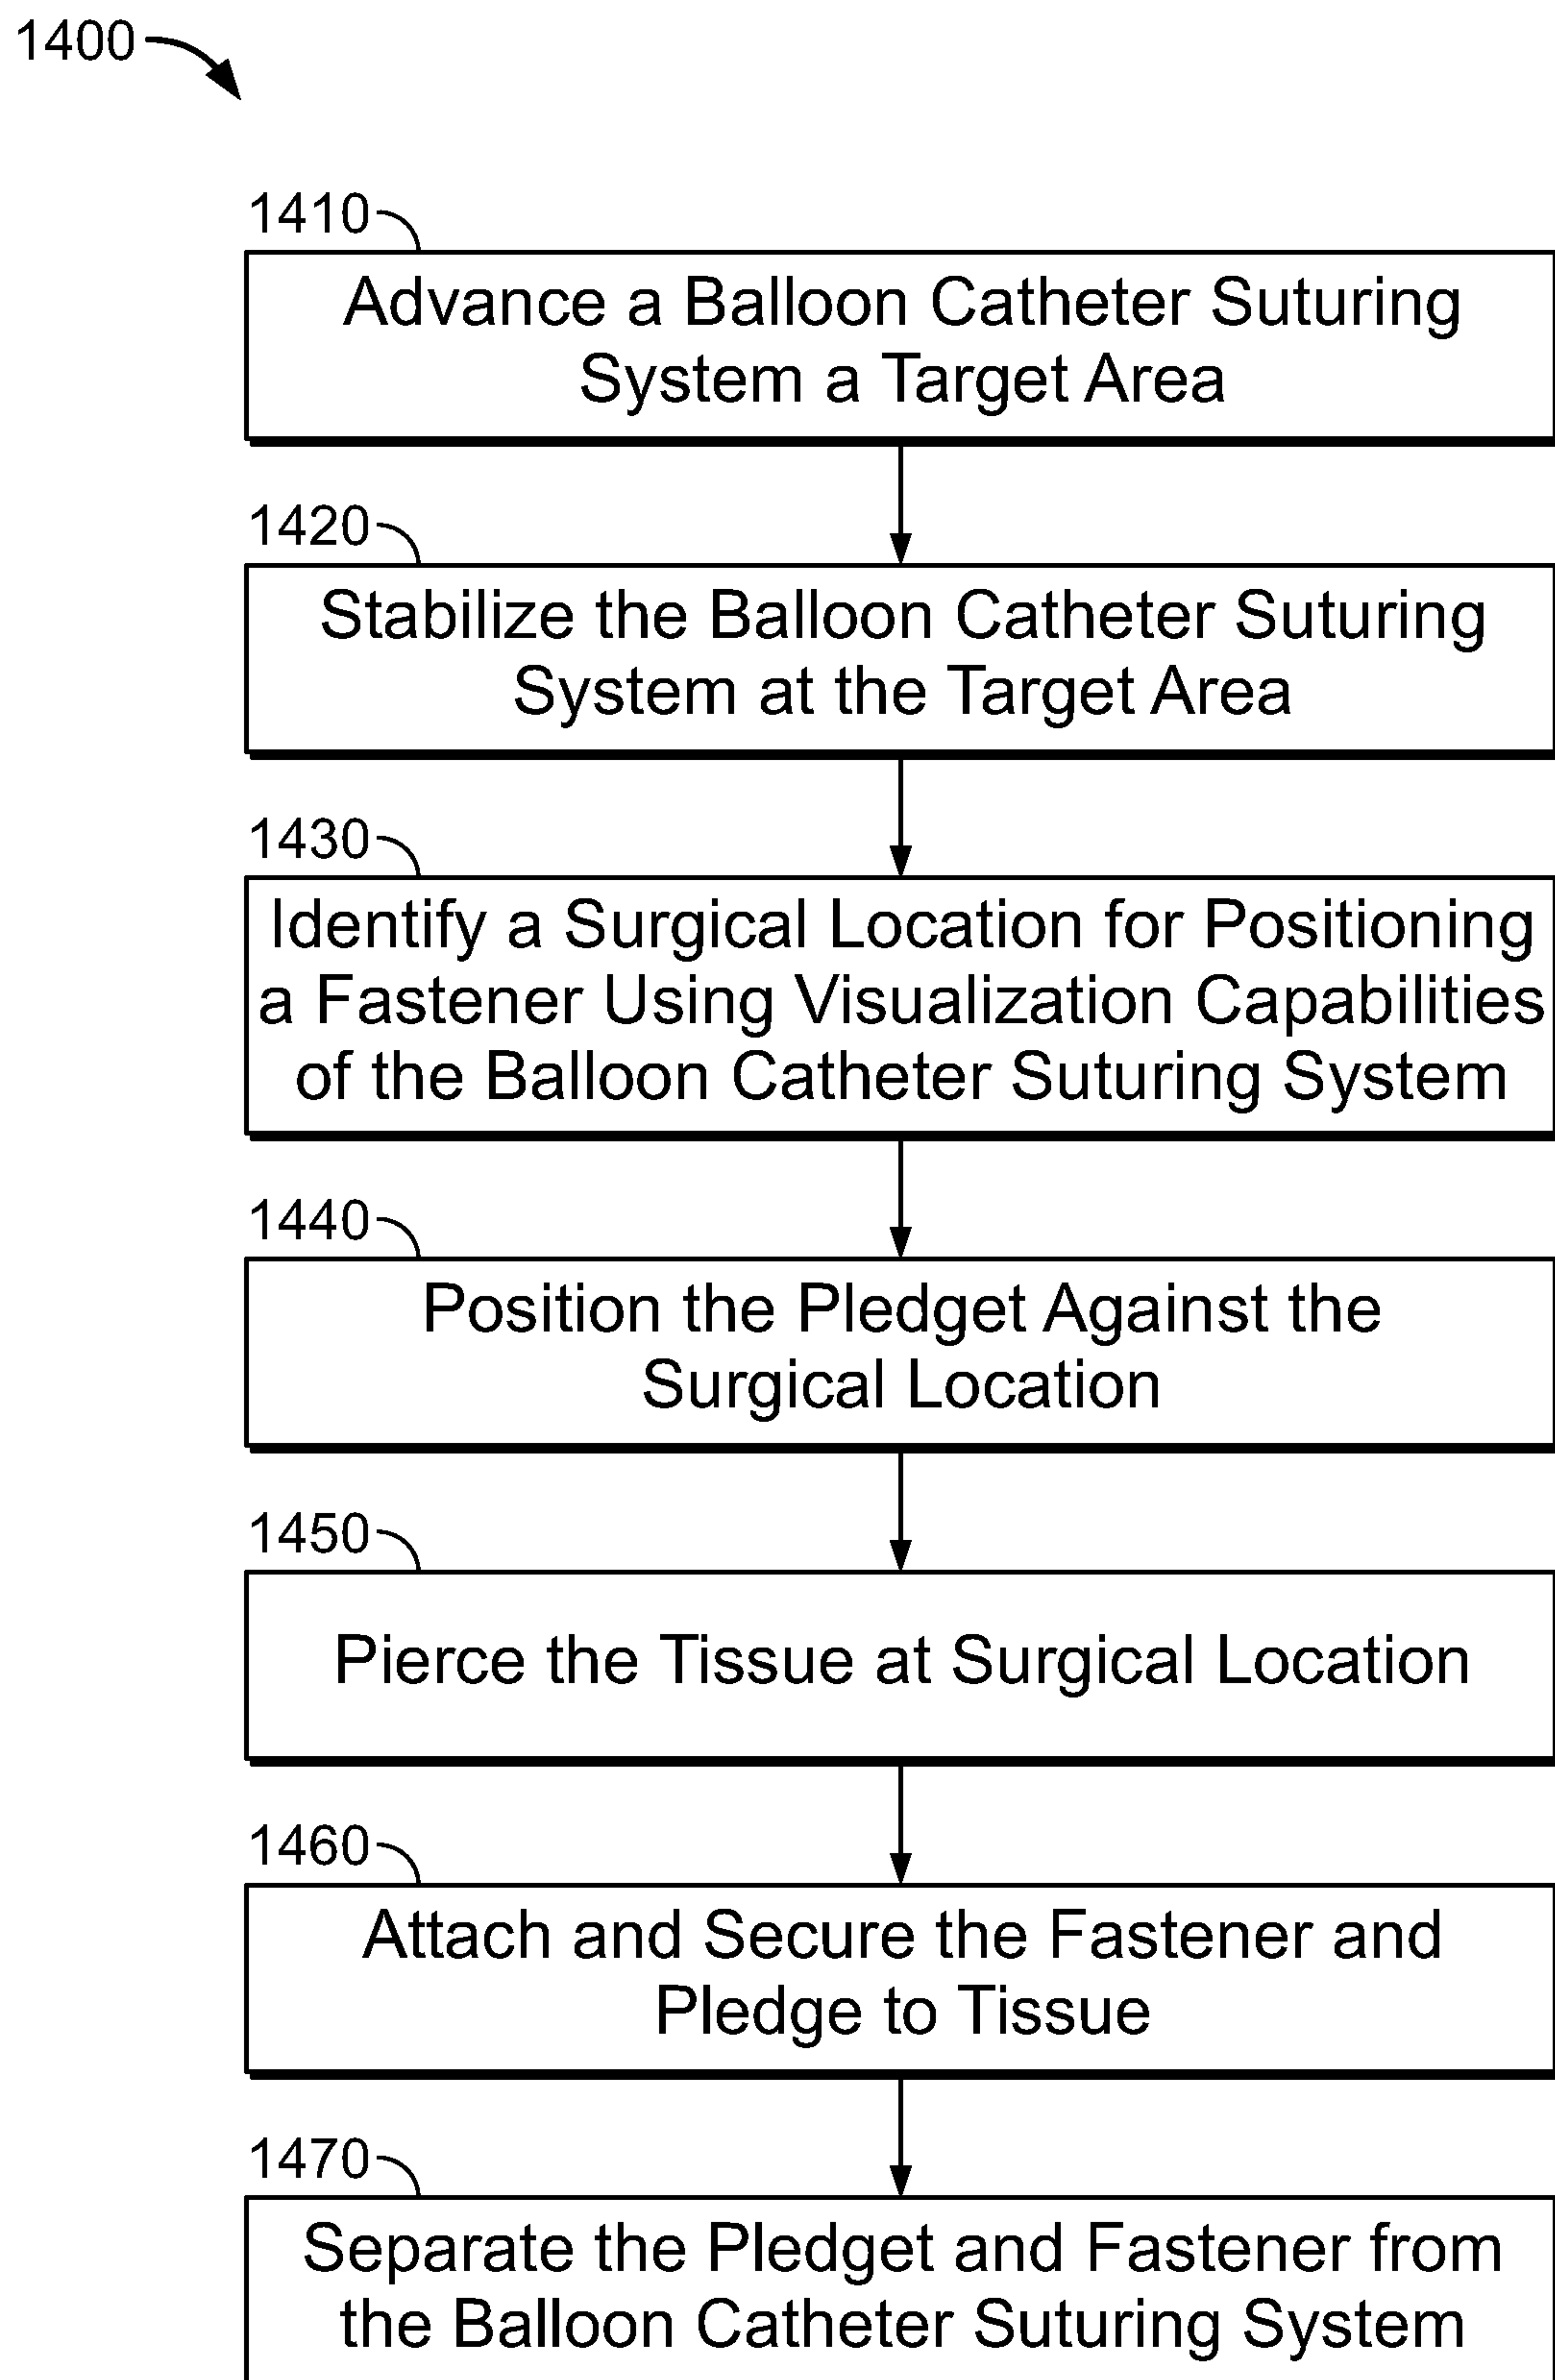 1400
1410
Advance a Balloon Catheter Suturing
System a Target Area
1420
Stabilize the Balloon Catheter Suturing
System at the Target Area
1430
Identify a Surgical Location for Positioning
a Fastener Using Visualization Capabilities
of the Balloon Catheter Suturing System
1440
Position the Pledget Against the
Surgical Location
1450
Pierce the Tissue at Surgical Location
1460
Attach and Secure the Fastener and
Pledge to Tissue
1470
Separate the Pledget and Fastener from
the Balloon Catheter Suturing System